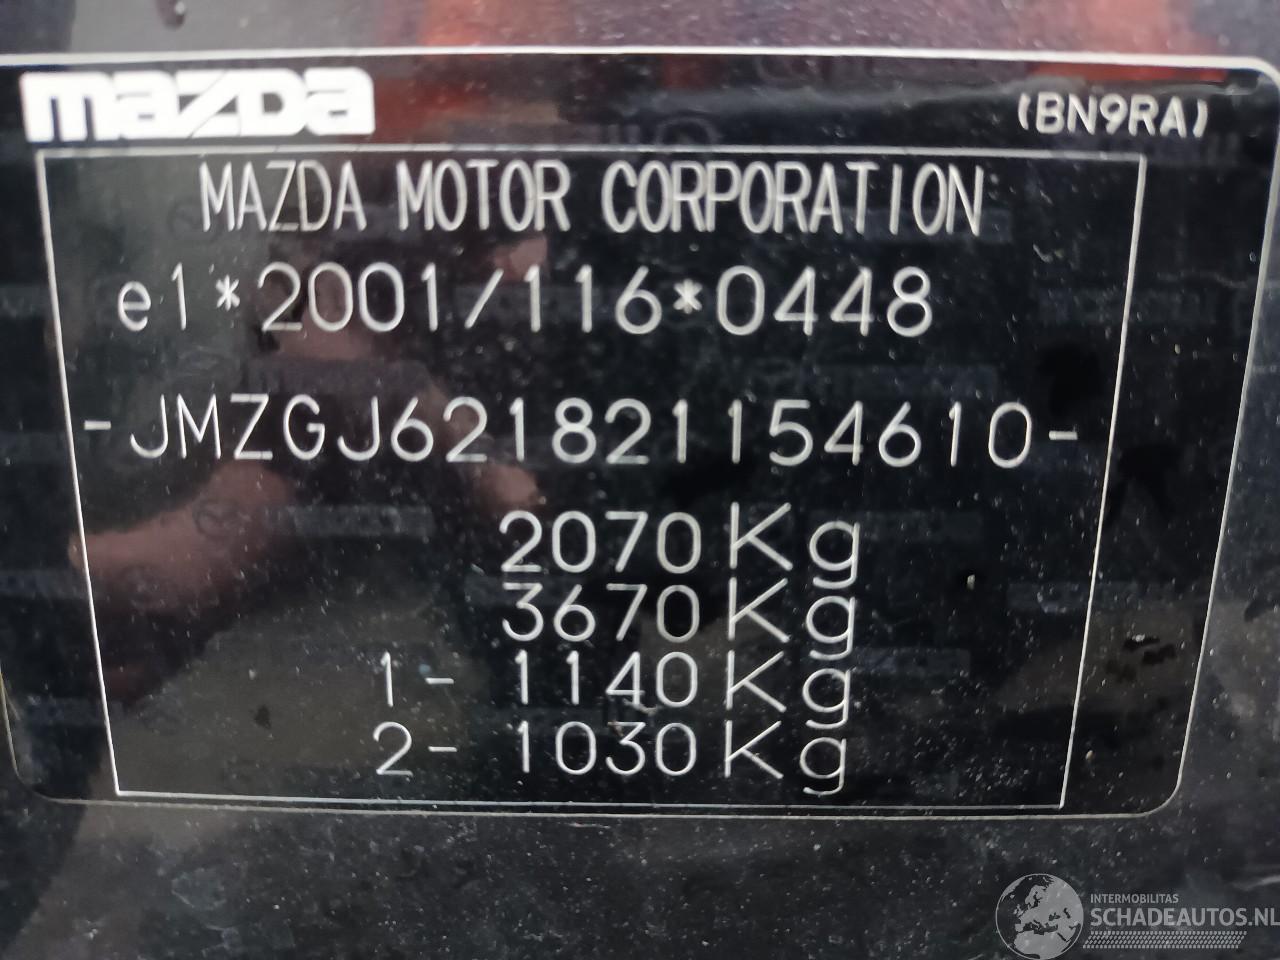 mazda
(BN9RA)
MAZDA MOTOR CORPORATION
e1*2001/116*0448
-JMZGJ621821154610-
2070Kg
3670Kg
1- 1140Kg
2- 1030Kg
INTERMOBILITAS
SCHADEAUTOS.NL